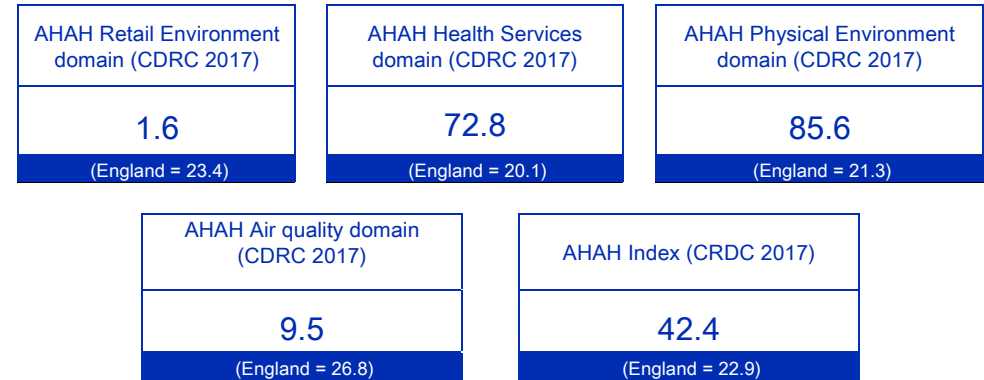 AHAH Retail Environment
domain (CDRC 2017)
1.6
(England = 23.4)
AHAH Health Services
domain (CDRC 2017)
72.8
(England = 20.1)
AHAH Physical Environment
domain (CDRC 2017)
85.6
(England = 21.3)
AHAH Air quality domain
(CDRC 2017)
9.5
(England = 26.8)
AHAH Index (CRDC 2017)
42.4
(England = 22.9)